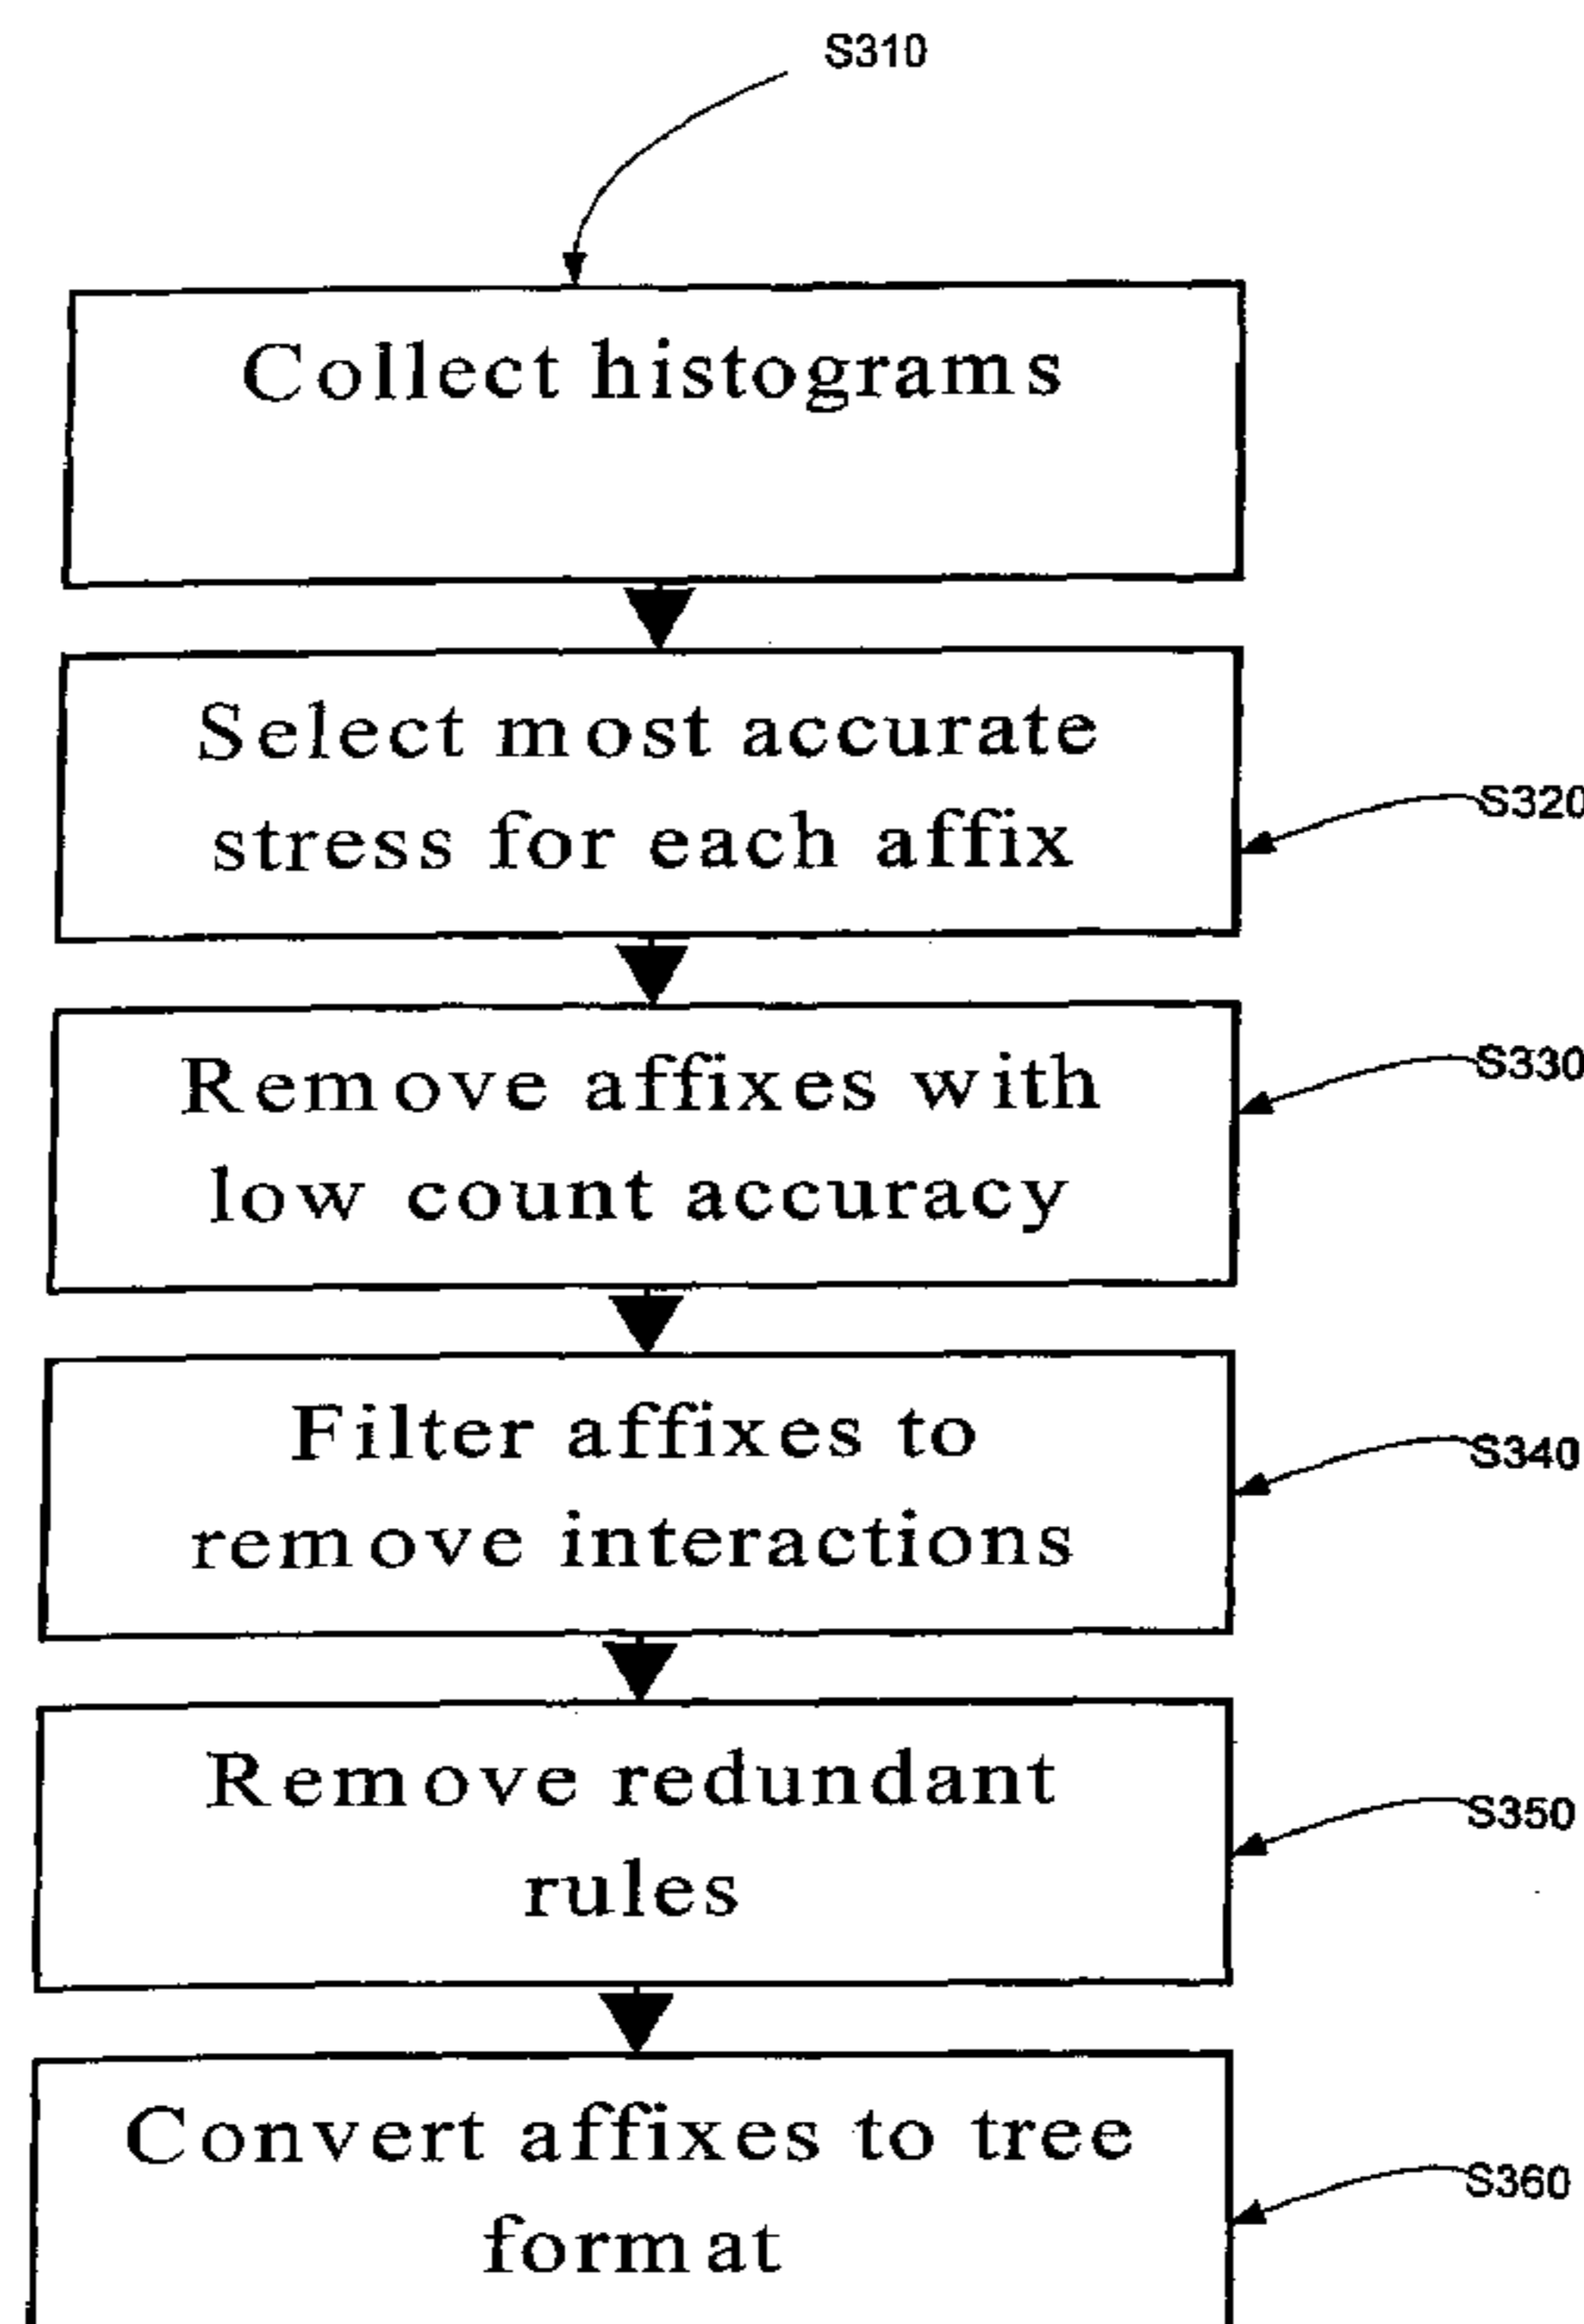 S310
Collect histograms
Select most accurate
stress for each affix
S320
Remove affixes with
low count accuracy
S330
Filter affixes to
remove interactions
S340
Remove redundant
rules
S350
Convert affixes to tree
format
S360